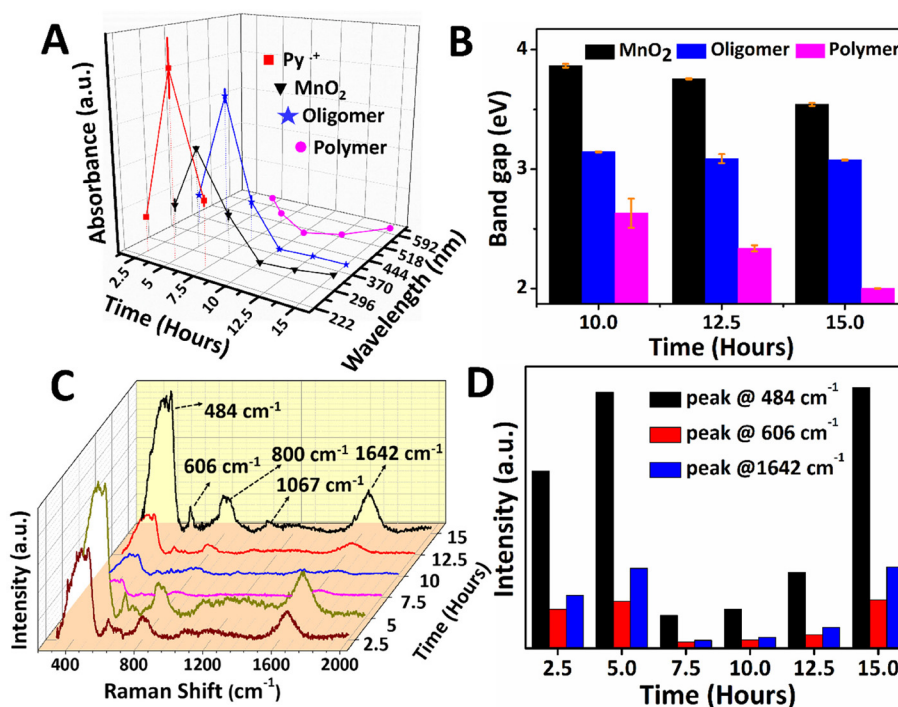 A
Absorbance (a.u.)
Py ·+
MnO2
Oligomer
Polymer
2.5
5
7.5
10
12.5
15
Time (Hours)
222
296
370
444
518
592
Wavelength (nm)
B
MnO2 Oligomer Polymer
Band gap (eV)
4
3
2
10.0 12.5 15.0
Time (Hours)
C
484 cm⁻¹
606 cm⁻¹
800 cm⁻¹
1067 cm⁻¹
1642 cm⁻¹
Intensity (a.u.)
400 800 1200 1600 2000
Raman Shift (cm⁻¹)
2.5
5
7.5
10
12.5
15
Time (Hours)
D
peak @ 484 cm⁻¹
peak @ 606 cm⁻¹
peak @1642 cm⁻¹
Intensity (a.u.)
2.5 5.0 7.5 10.0 12.5 15.0
Time (Hours)